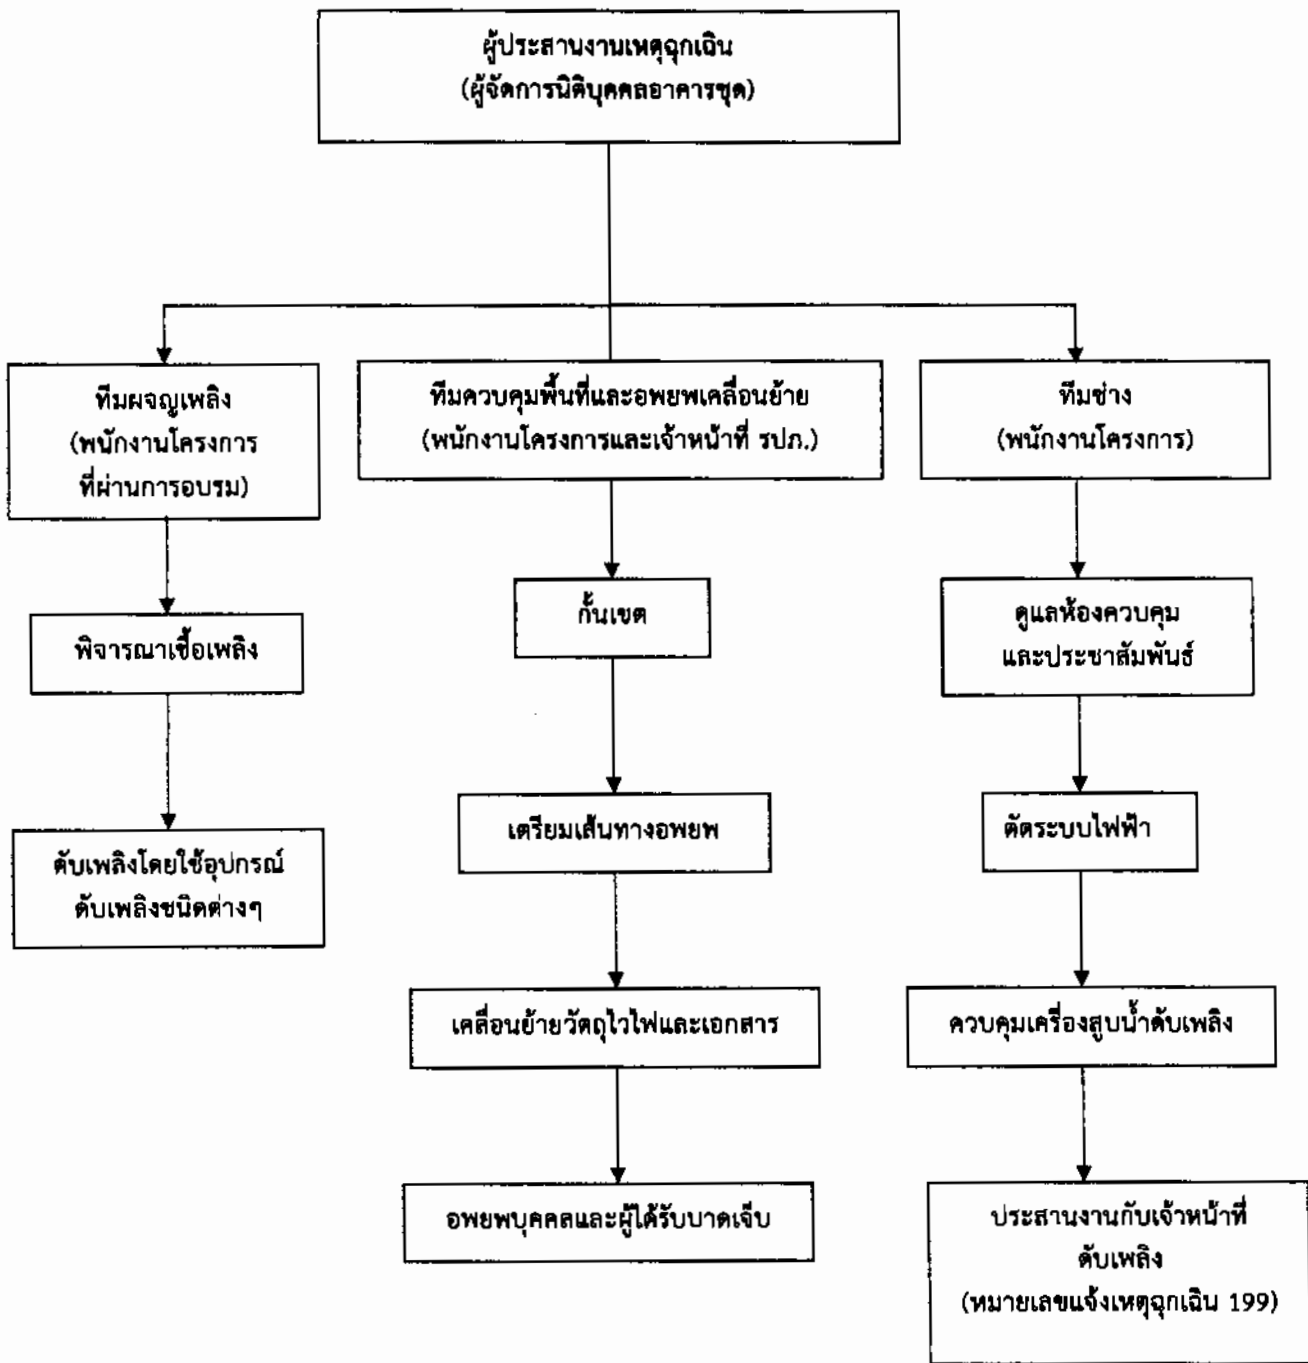 ผู้ประสานงานเหตุฉุกเฉิน
(ผู้จัดการนิติบุคคลอาคารชุด)
ทีมผจญเพลิง
(พนักงานโครงการ
ที่ผ่านการอบรม)
พิจารณาเชื้อเพลิง
ดับเพลิงโดยใช้อุปกรณ์
ดับเพลิงชนิดต่างๆ
ทีมควบคุมพื้นที่และอพยพเคลื่อนย้าย
(พนักงานโครงการและเจ้าหน้าที่ รปภ.)
กั้นเขต
เตรียมเส้นทางอพยพ
เคลื่อนย้ายวัตถุไวไฟและเอกสาร
อพยพบุคคลและผู้ได้รับบาดเจ็บ
ทีมช่าง
(พนักงานโครงการ)
ดูแลห้องควบคุม
และประชาสัมพันธ์
ตัดระบบไฟฟ้า
ควบคุมเครื่องสูบน้ำดับเพลิง
ประสานงานกับเจ้าหน้าที่
ดับเพลิง
(หมายเลขแจ้งเหตุฉุกเฉิน 199)